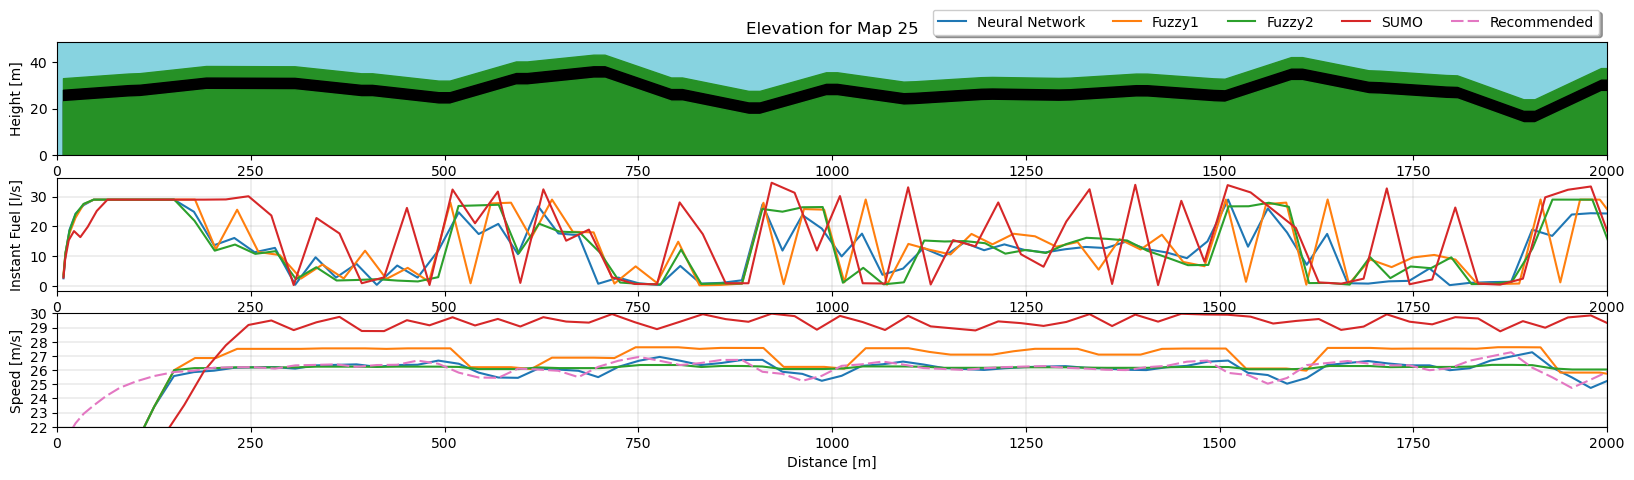 Elevation for Map 25
Neural Network Fuzzy1 Fuzzy2 SUMO Recommended
Height [m]
40
20
0
0 250 500 750 1000 1250 1500 1750 2000
Instant Fuel [l/s]
30
20
10
0
0 250 500 750 1000 1250 1500 1750 2000
Speed [m/s]
30
29
28
27
26
25
24
23
22
0 250 500 750 1000 1250 1500 1750 2000
Distance [m]